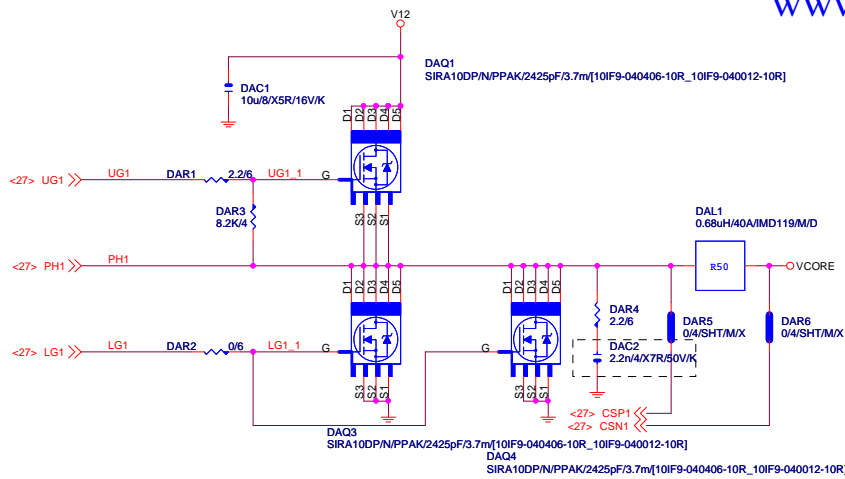 WWW
V12
DAQ1
SIRA10DP/N/PPAK/2425pF/3.7m/[10IF9-040406-10R_10IF9-040012-10R]
DAC1
10u/8/X5R/16V/K
D1 D2 D3 D4 D5
<27> UG1 UG1 DAR1 2.2/6 UG1_1 G
DAR3
8.2K/4
S3 S2 S1
DAL1
0.68uH/40A/IMD119/M/D
<27> PH1 PH1 R50 VCORE
D1 D2 D3 D4 D5 D1 D2 D3 D4 D5
DAR4
2.2/6
DAR5
0/4/SHT/M/X
DAR6
0/4/SHT/M/X
<27> LG1 LG1 DAR2 0/6 LG1_1 G G
DAC2
2.2n/4/X7R/50V/K
S3 S2 S1 S3 S2 S1
<27> CSP1
<27> CSN1
DAQ3
SIRA10DP/N/PPAK/2425pF/3.7m/[10IF9-040406-10R_10IF9-040012-10R]
DAQ4
SIRA10DP/N/PPAK/2425pF/3.7m/[10IF9-040406-10R_10IF9-040012-10R]